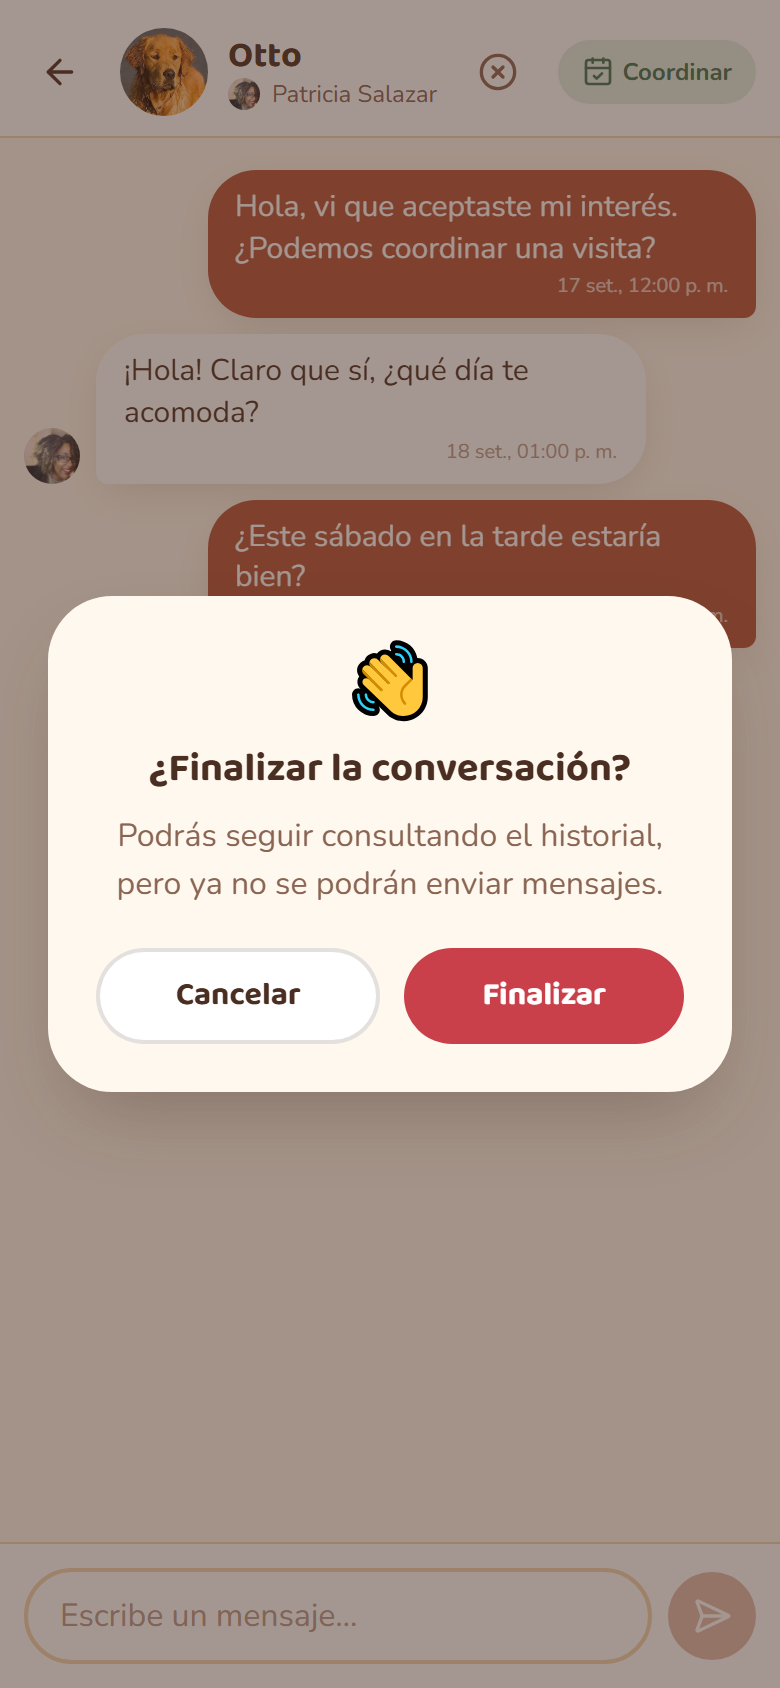 Otto
Patricia Salazar
Coordinar
Hola, vi que aceptaste mi interés.
¿Podemos coordinar una visita?
17 set., 12:00 p. m.
¡Hola! Claro que sí, ¿qué día te
acomoda?
18 set., 01:00 p. m.
¿Este sábado en la tarde estaría
bien?
m.
¿Finalizar la conversación?
Podrás seguir consultando el historial,
pero ya no se podrán enviar mensajes.
Cancelar
Finalizar
Escribe un mensaje...